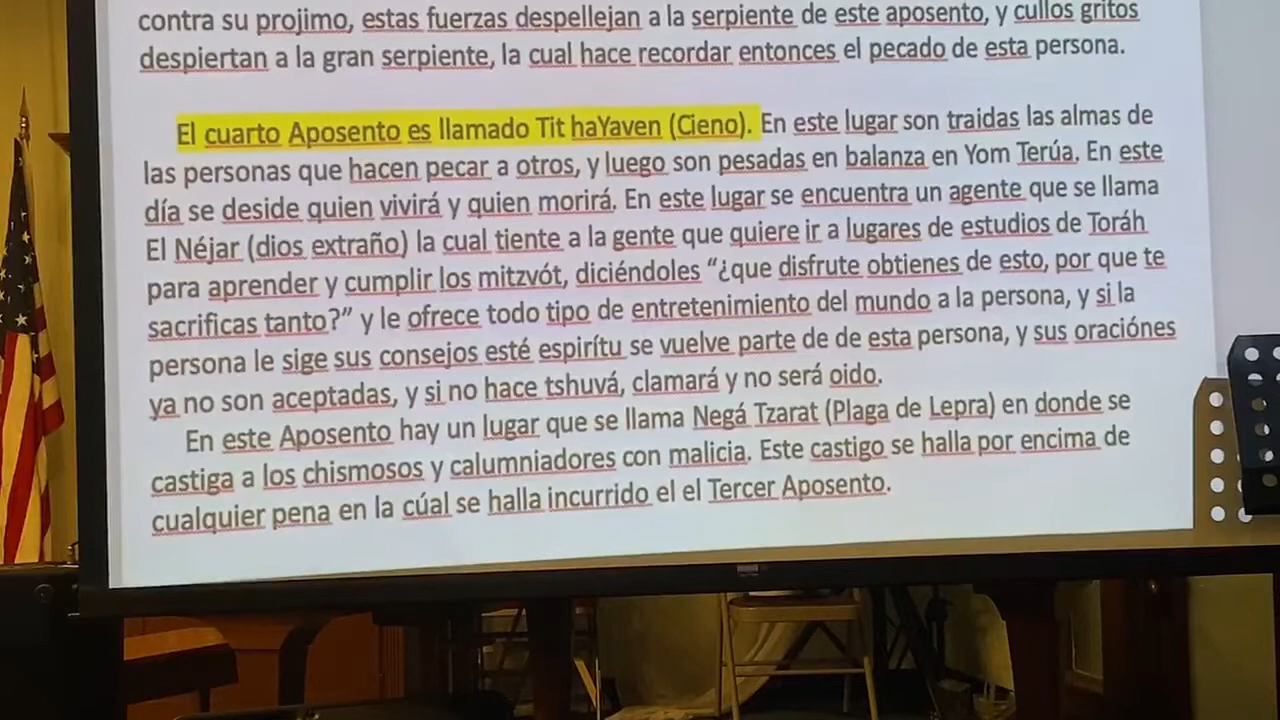 contra su projimo, estas fuerzas despellejan a la serpiente de este aposento, y cullos gritos
despiertan a la gran serpiente, la cual hace recordar entonces el pecado de esta persona.
El cuarto Aposento es llamado Tit haYaven (Cieno). En este lugar son traidas las almas de
las personas que hacen pecar a otros, y luego son pesadas en balanza en Yom Terúa. En este
día se deside quien vivirá y quien morirá. En este lugar se encuentra un agente que se llama
El Néjar (dios extraño) la cual tiente a la gente que quiere ir a lugares de estudios de Toráh
para aprender y cumplir los mitzvót, diciéndoles “¿que disfrute obtienes de esto, por que te
sacrificas tanto?” y le ofrece todo tipo de entretenimiento del mundo a la persona, y si la
persona le sige sus consejos esté espirítu se vuelve parte de de esta persona, y sus oraciónes
ya no son aceptadas, y si no hace tshuvá, clamará y no será oido.
En este Aposento hay un lugar que se llama Negá Tzarat (Plaga de Lepra) en donde se
castiga a los chismosos y calumniadores con malicia. Este castigo se halla por encima de
cualquier pena en la cúal se halla incurrido el el Tercer Aposento.